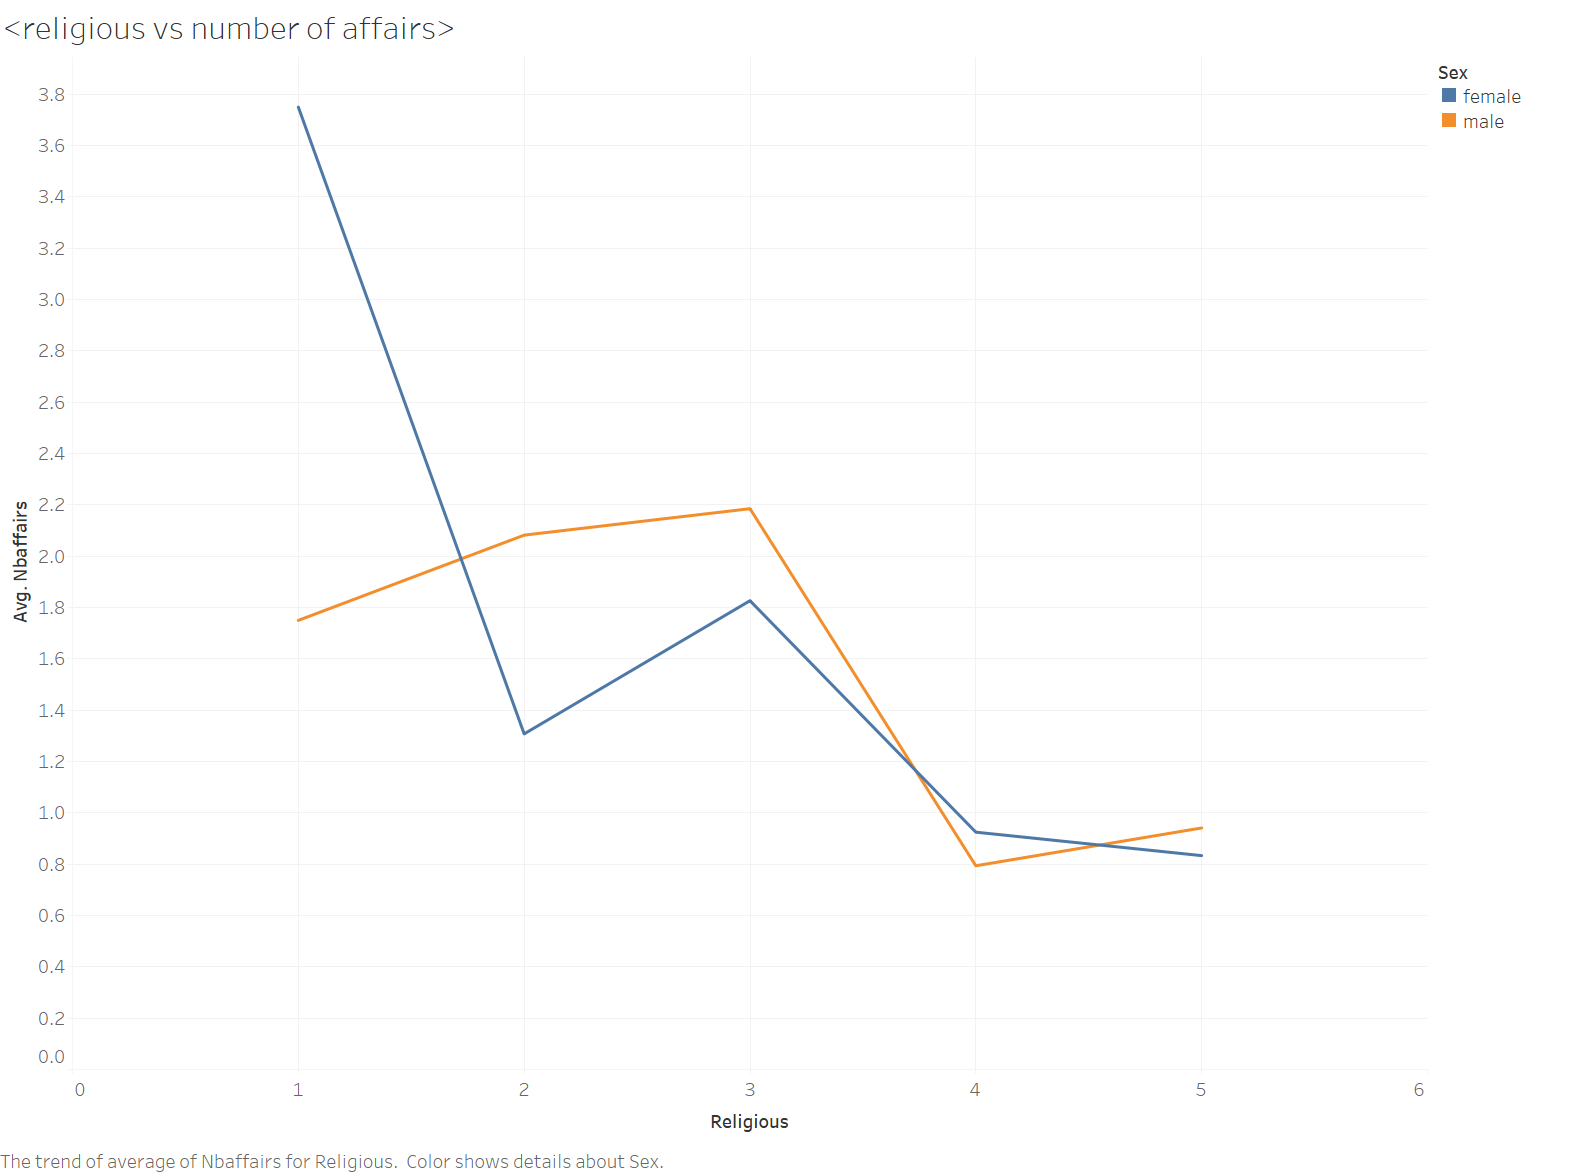 <religious vs number of affairs>
Sex
female
male
3.8
3.6
3.4
3.2
3.0
2.8
2.6
2.4
2.2
2.0
1.8
1.6
1.4
1.2
1.0
0.8
0.6
0.4
0.2
0.0
Avg. Nbaffairs
0 1 2 3 4 5 6
Religious
The trend of average of Nbaffairs for Religious.  Color shows details about Sex.